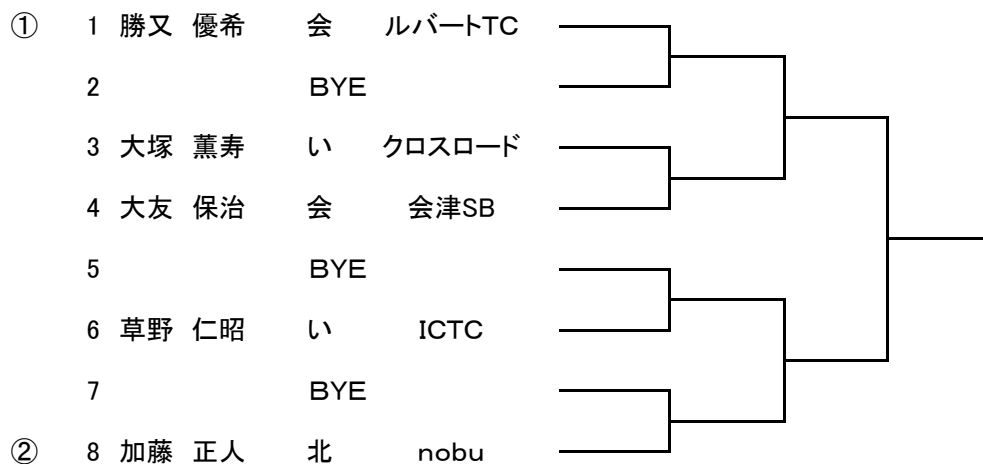 ① 1 勝又 優希 会 ルバートTC
2 BYE
3 大塚 薫寿 い クロスロード
4 大友 保治 会 会津SB
5 BYE
6 草野 仁昭 い ICTC
7 BYE
② 8 加藤 正人 北 nobu